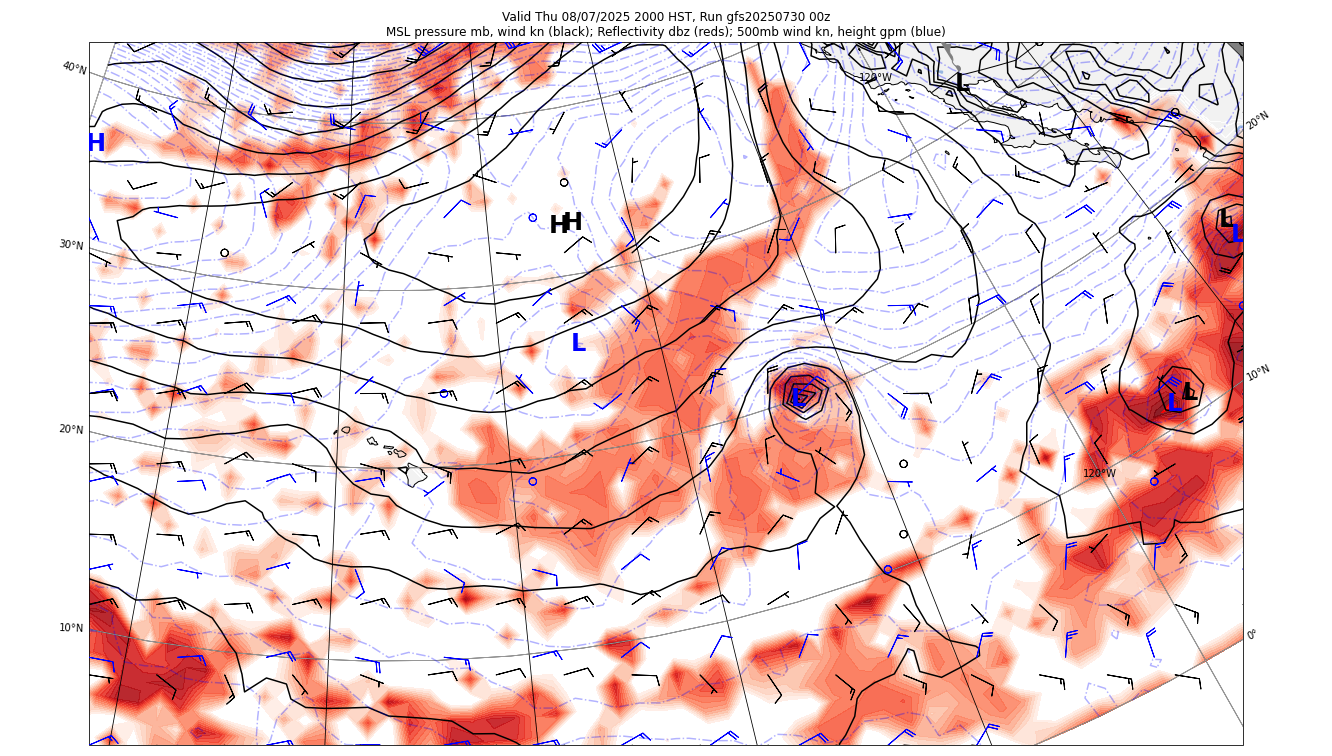 Valid Thu 08/07/2025 2000 HST, Run gfs20250730 00z
MSL pressure mb, wind kn (black); Reflectivity dbz (reds); 500mb wind kn, height gpm (blue)
40°N
120°W
L
20°N
H
30°N
H
H
L
L
L
10°N
L
L
L
20°N
120°W
10°N
0°